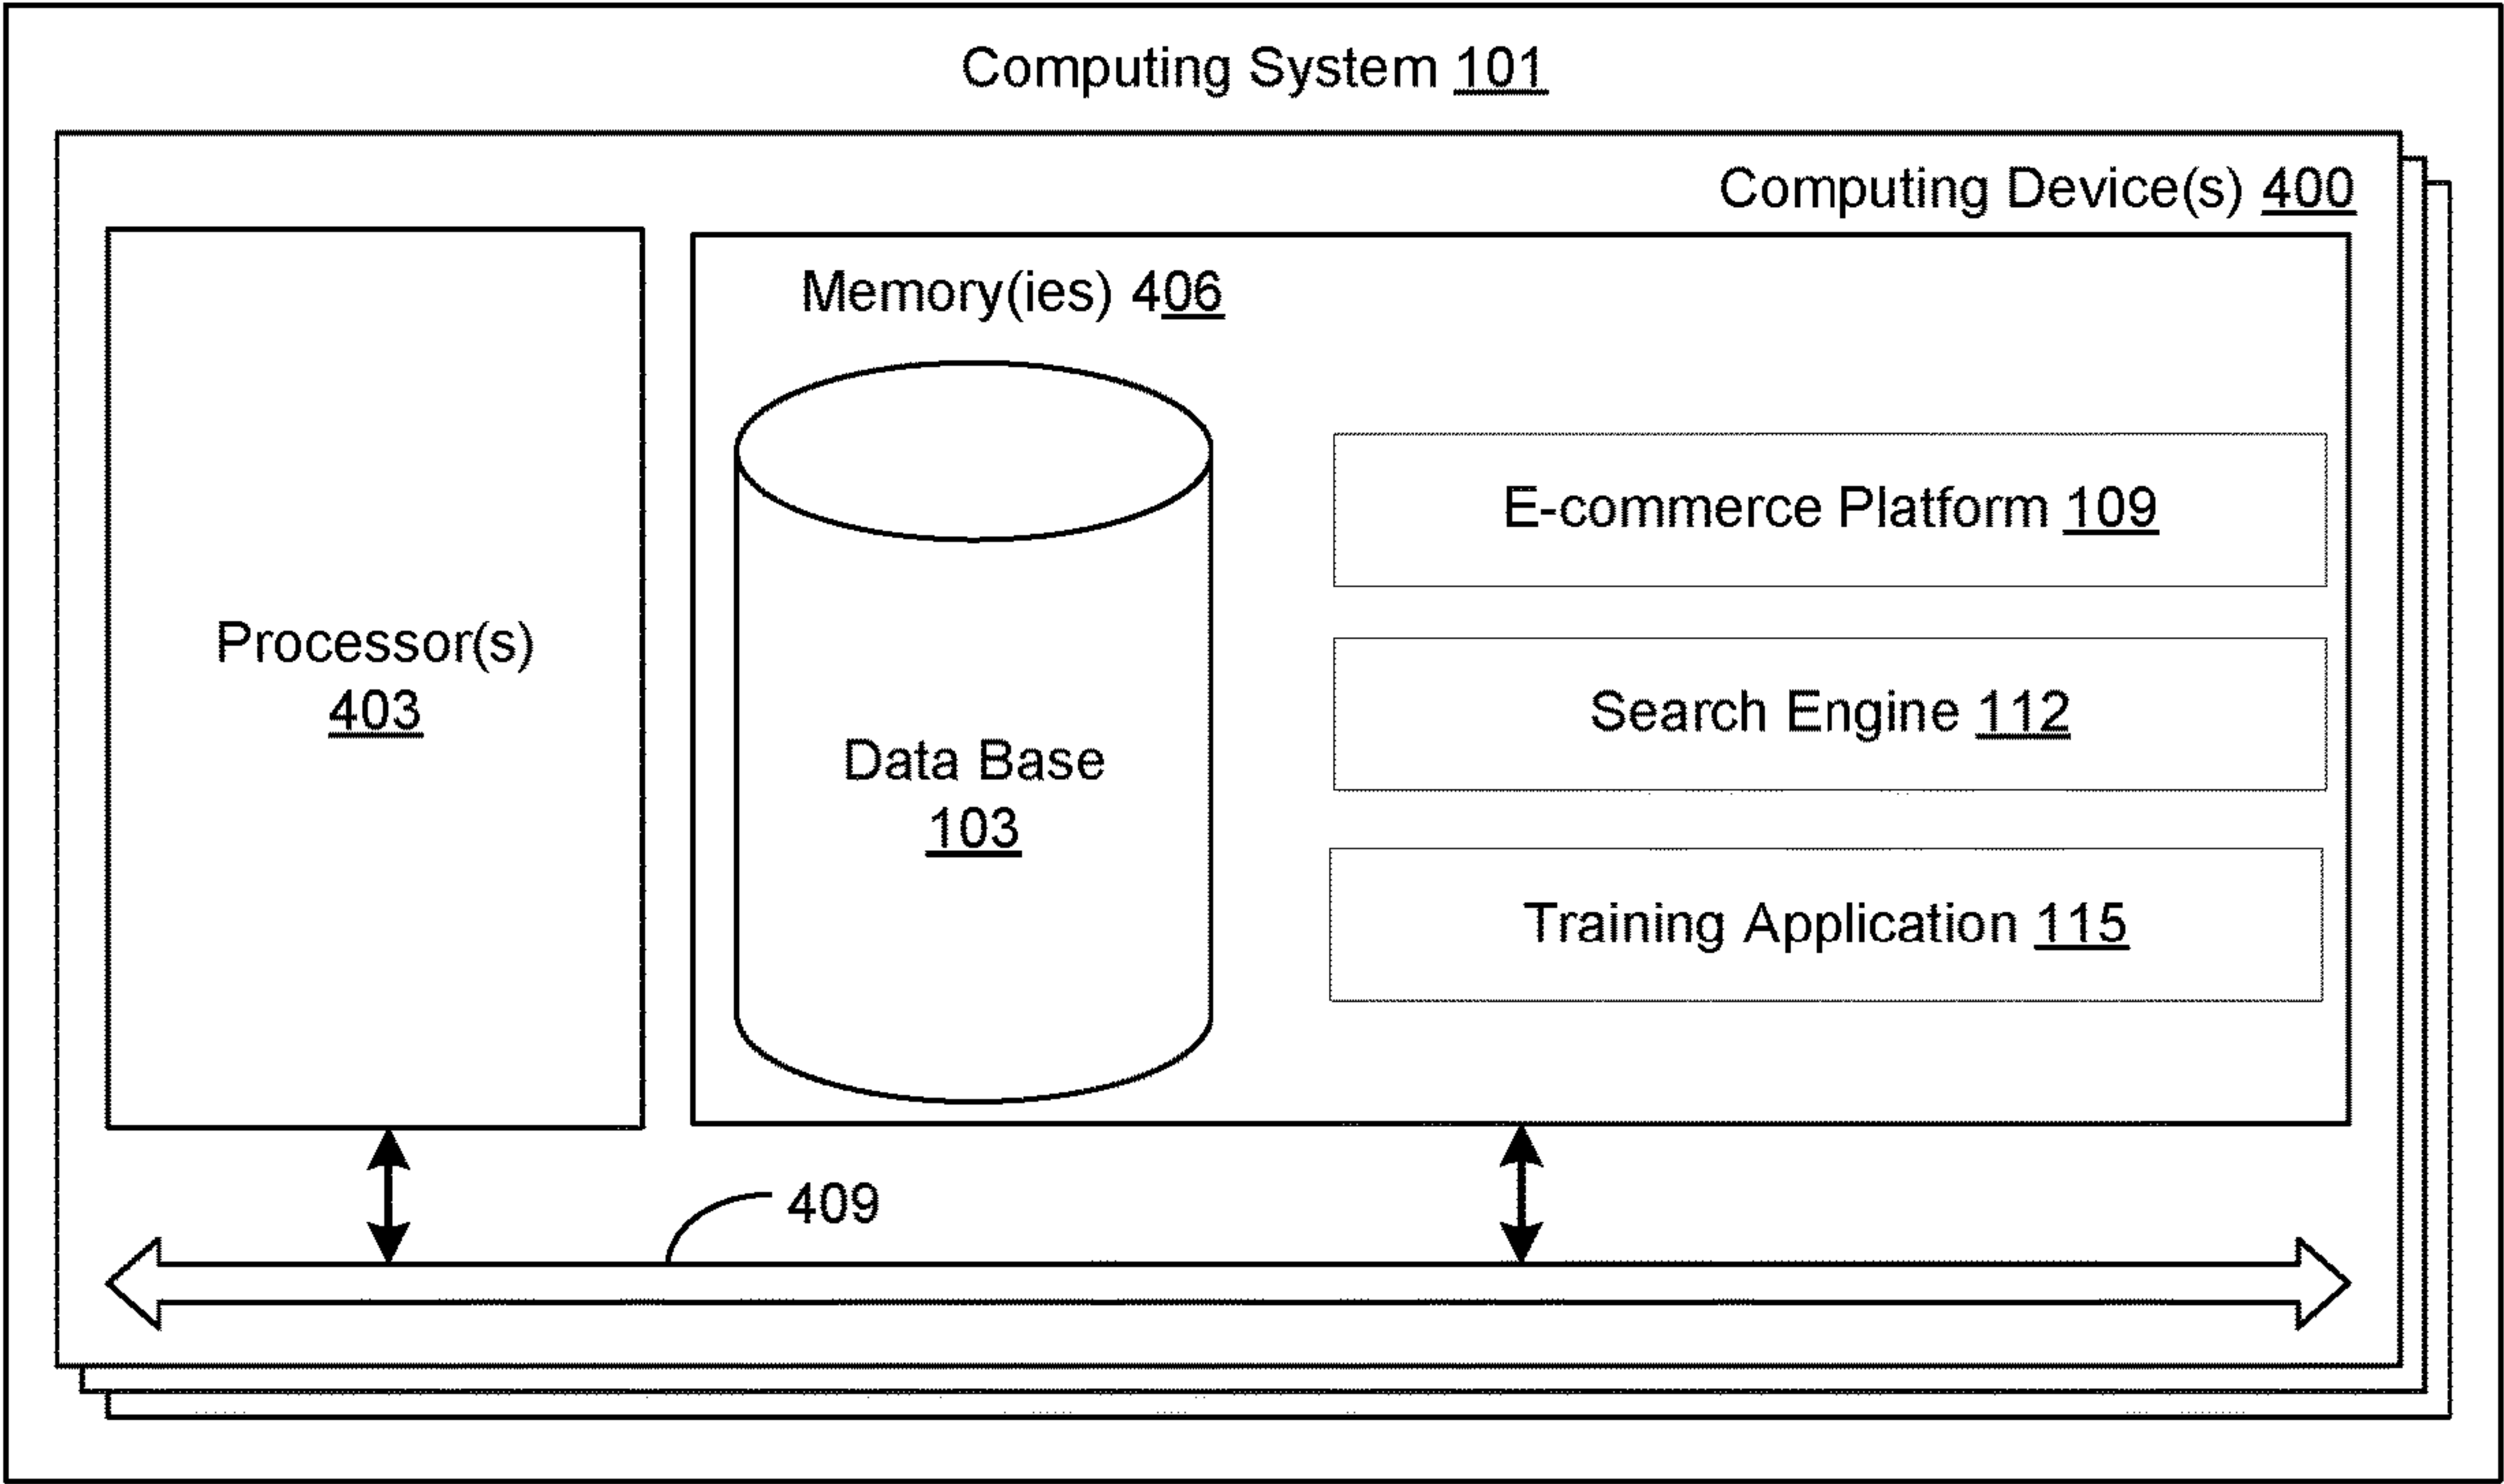 Computing System 101
Computing Device(s) 400
Memory(ies) 406
E-commerce Platform 109
Processor(s)
403
Search Engine 112
Data Base
103
Training Application 115
409